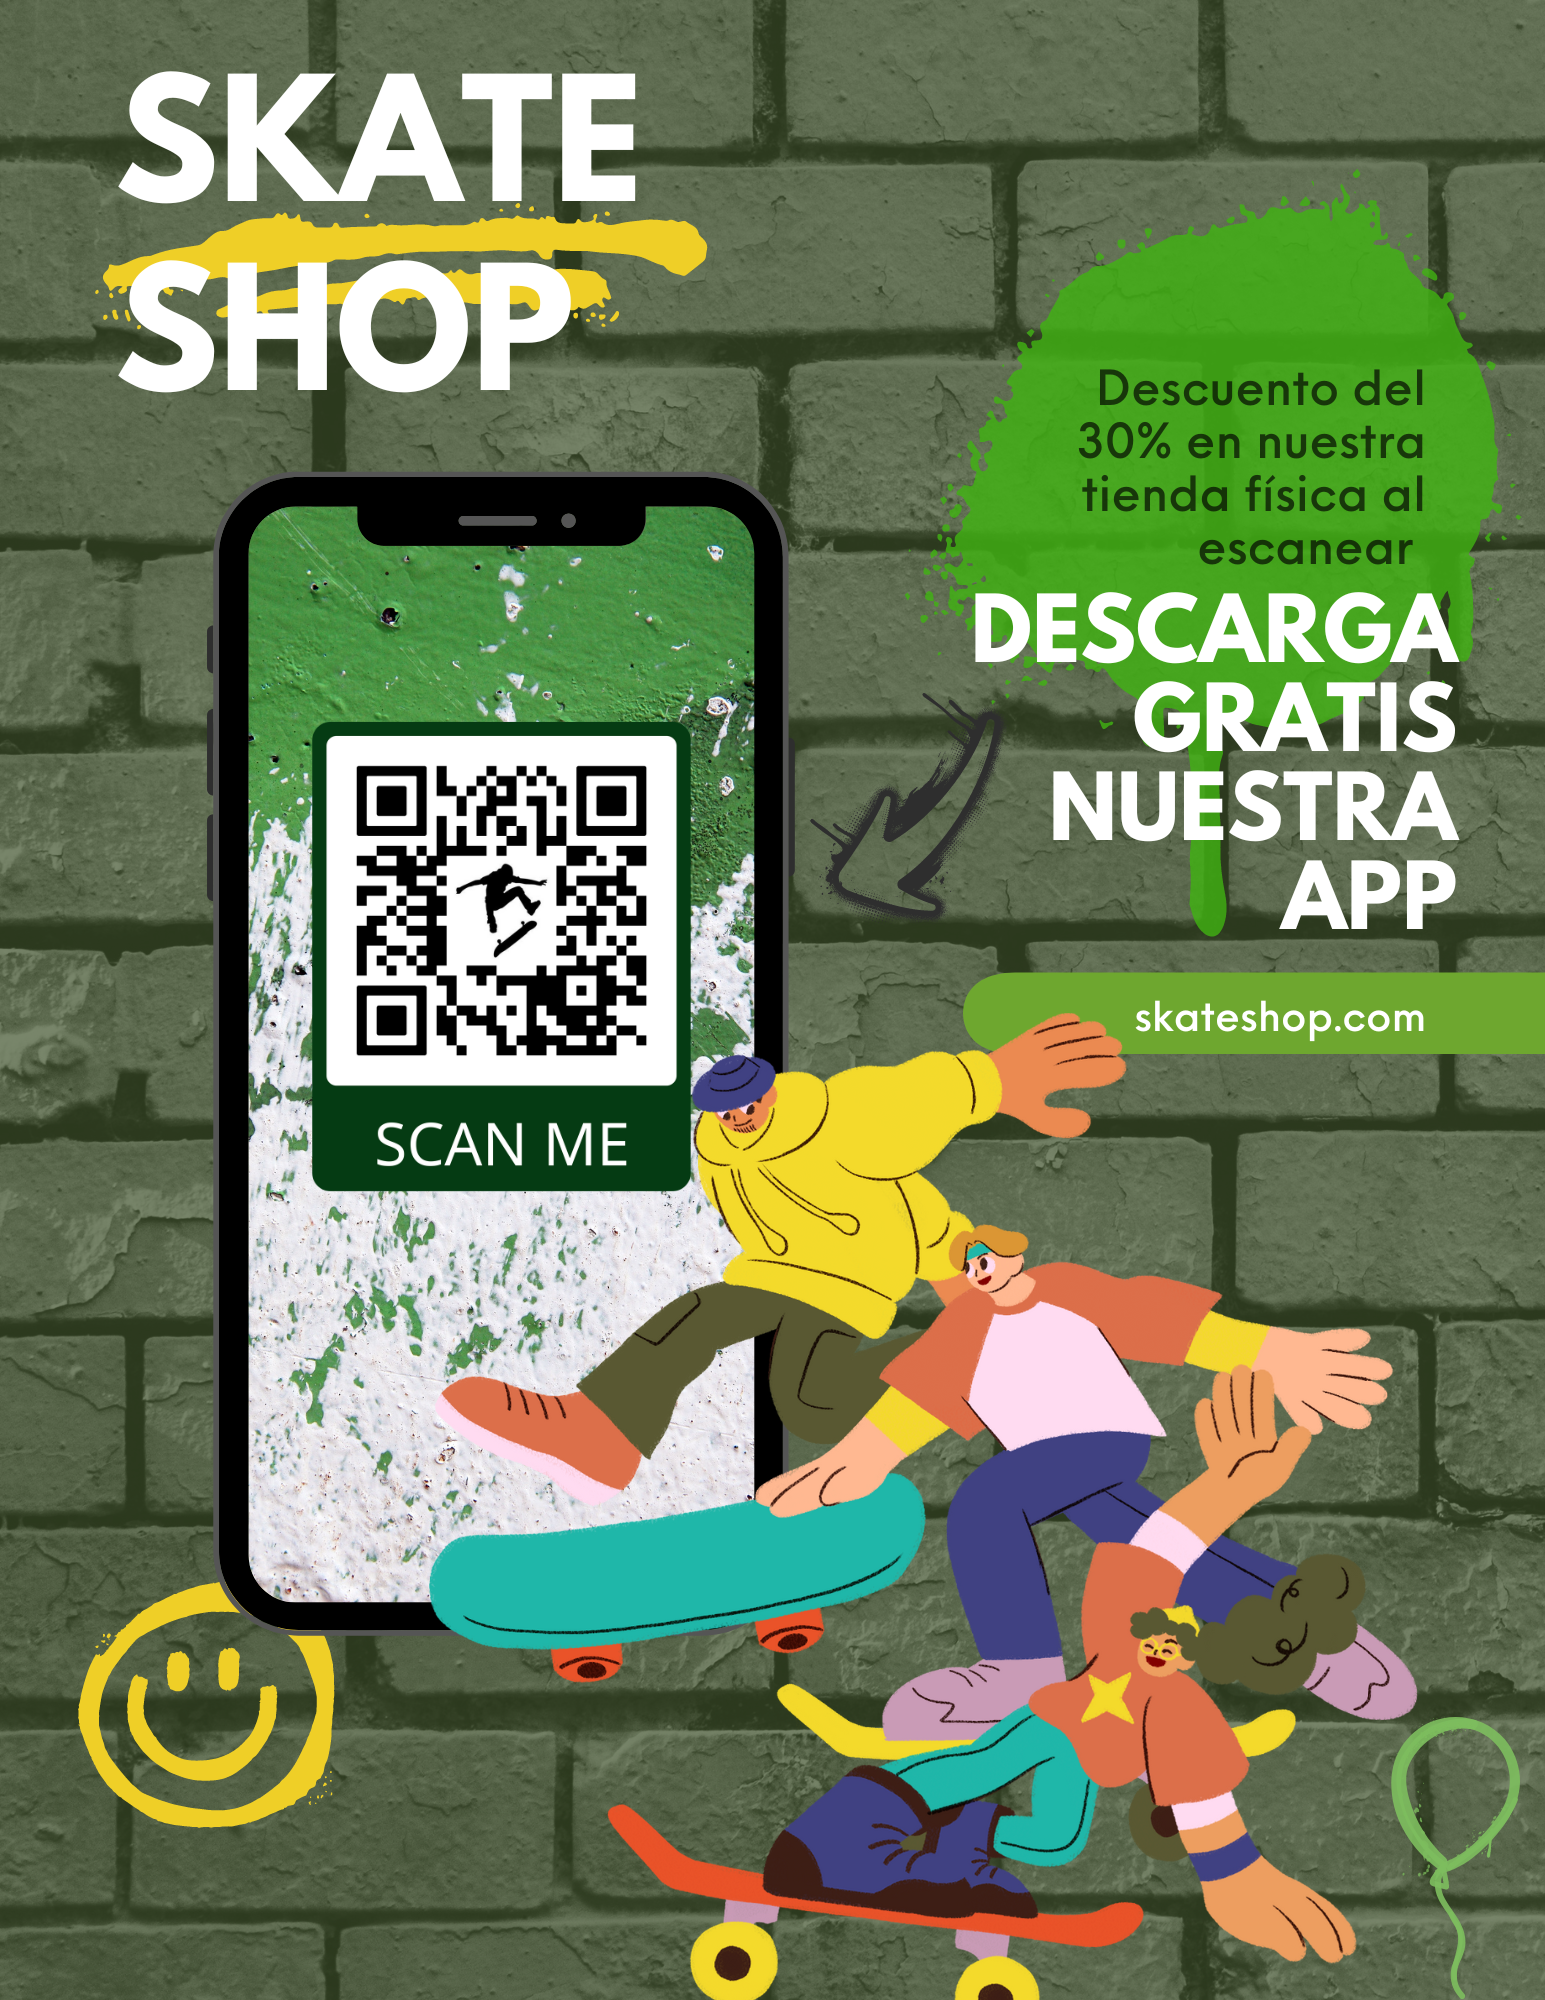 SKATE
SHOP
Descuento del
30% en nuestra
tienda física al
escanear
DESCARGA
GRATIS
NUESTRA
APP
skateshop.com
SCAN ME